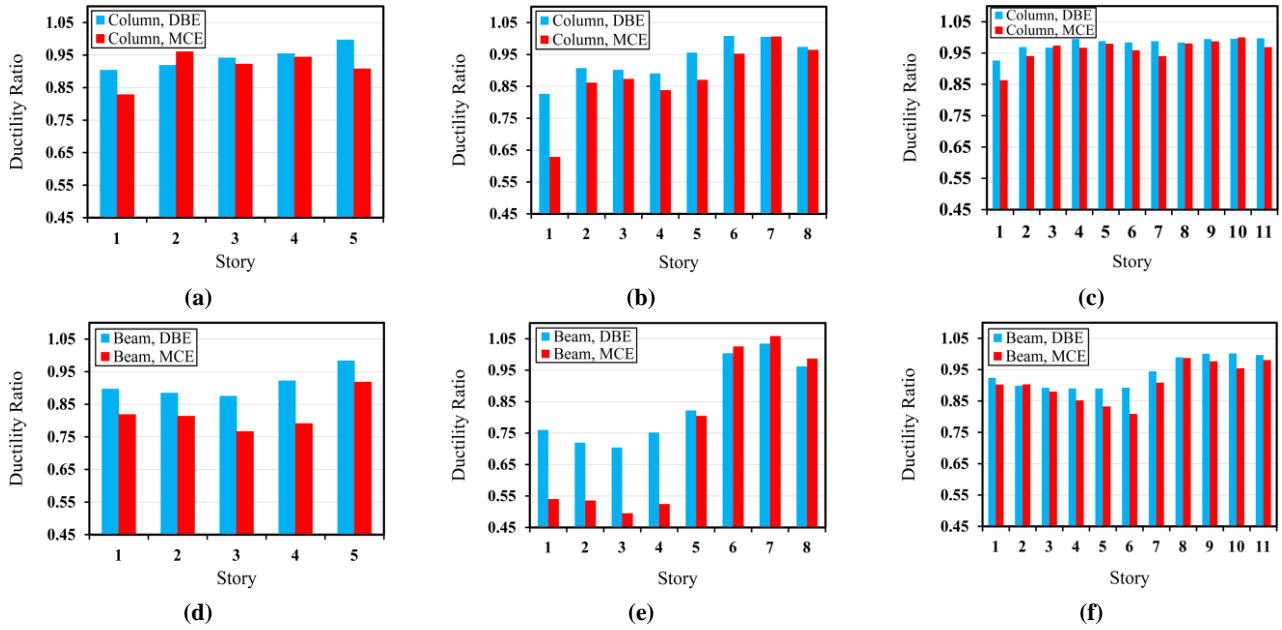 Column, DBE
Column, MCE
Ductility Ratio
1.05
0.95
0.85
0.75
0.65
0.55
0.45
1 2 3 4 5
Story
(a)
Column, DBE
Column, MCE
Ductility Ratio
1.05
0.95
0.85
0.75
0.65
0.55
0.45
1 2 3 4 5 6 7 8
Story
(b)
Column, DBE
Column, MCE
Ductility Ratio
1.05
0.95
0.85
0.75
0.65
0.55
0.45
1 2 3 4 5 6 7 8 9 10 11
Story
(c)
Beam, DBE
Beam, MCE
Ductility Ratio
1.05
0.95
0.85
0.75
0.65
0.55
0.45
1 2 3 4 5
Story
(d)
Beam, DBE
Beam, MCE
Ductility Ratio
1.05
0.95
0.85
0.75
0.65
0.55
0.45
1 2 3 4 5 6 7 8
Story
(e)
Beam, DBE
Beam, MCE
Ductility Ratio
1.05
0.95
0.85
0.75
0.65
0.55
0.45
1 2 3 4 5 6 7 8 9 10 11
Story
(f)